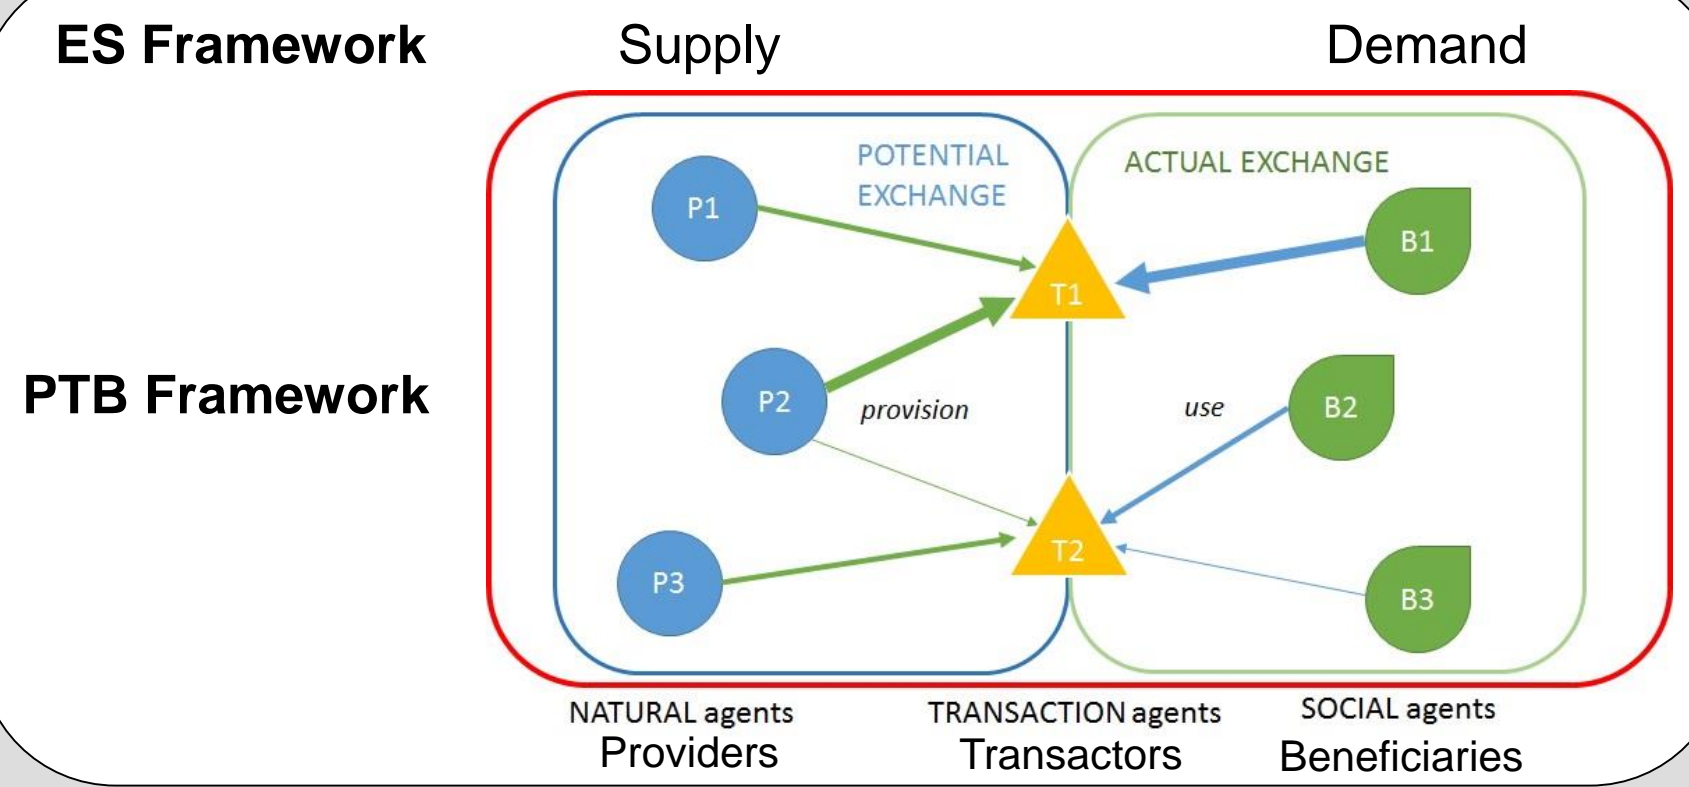 ES Framework
Supply
Demand
POTENTIAL
EXCHANGE
ACTUAL EXCHANGE
P1
B1
T1
PTB Framework
P2
provision
use
B2
T2
P3
B3
NATURAL agents
TRANSACTION agents
SOCIAL agents
Providers
Transactors
Beneficiaries